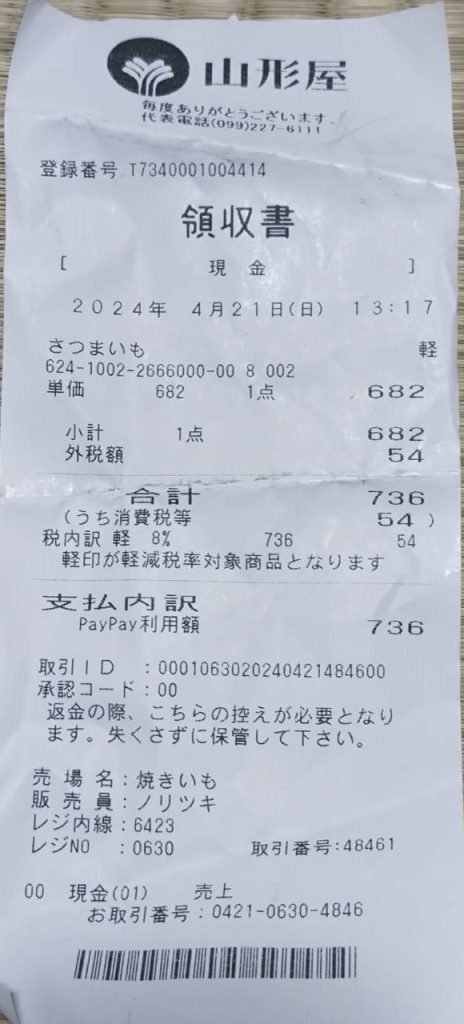 山形屋
毎度ありがとうございます。
代表電話(099)227-6111
登録番号 T7340001004414
領収書
[ 現 金 ]
2024年 4月21日(日) 13:17
さつまいも 軽
624-1002-2666000-00 8 002
単価 682 1点 682
小計 1点 682
外税額 54
合計 736
(うち消費税等 54 )
税内訳 軽 8% 736 54
軽印が軽減税率対象商品となります
支払内訳
PayPay利用額 736
取引ID :0001063020240421484600
承認コード:00
返金の際、こちらの控えが必要となり
ます。失くさずに保管して下さい。
売 場 名:焼きいも
販 売 員:ノリツキ
レジ内線:6423
レジNO :0630 取引番号:48461
00 現金(01) 売上
お取引番号:0421-0630-4846